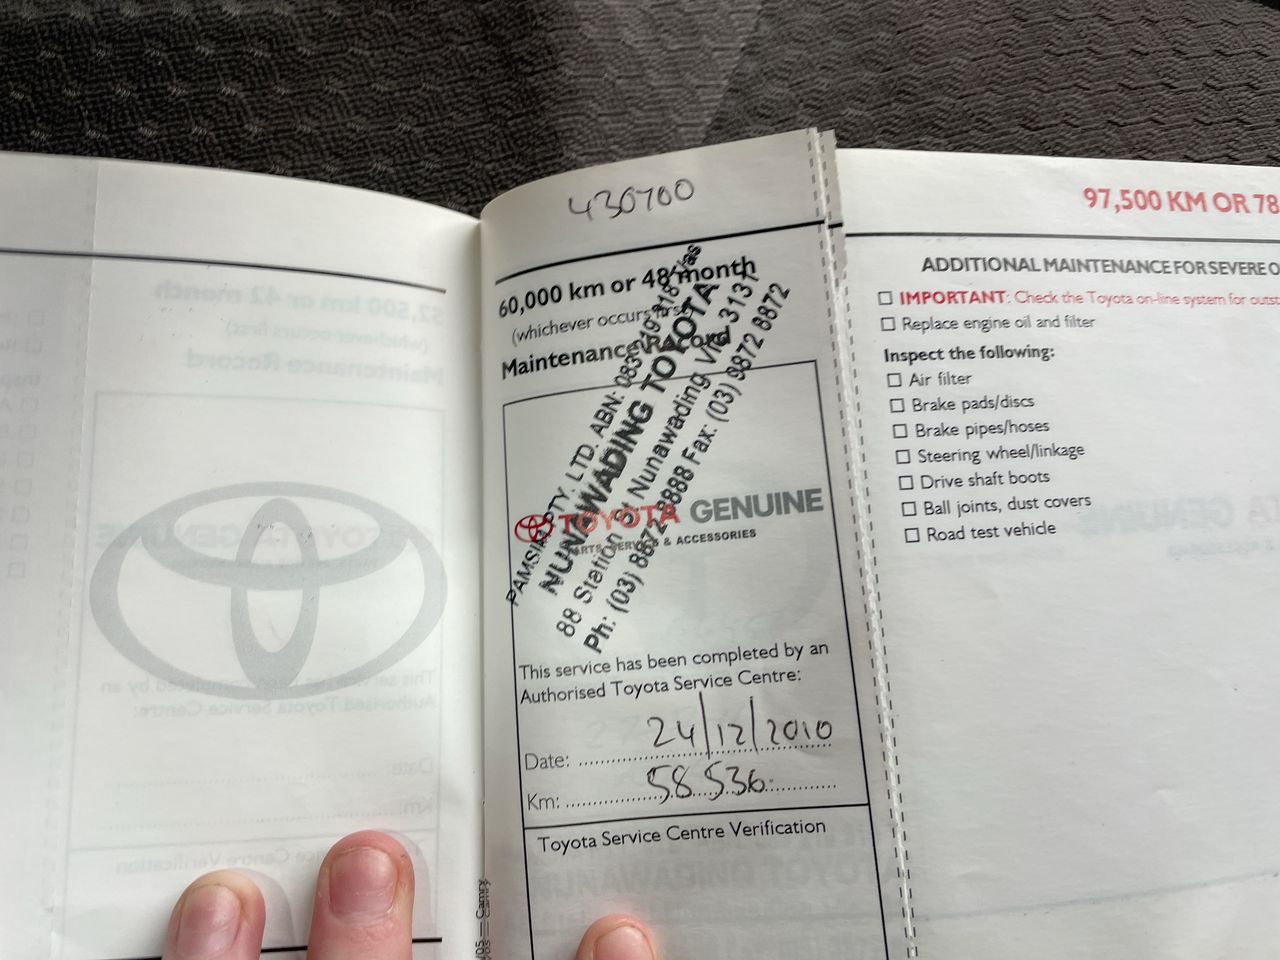 430700
60,000 km or 48 month
(whichever occurs first)
Maintenance Record
PAMSIA PTY. LTD. ABN:
NUNAWADING TOYOTA
88 Station St Nunawading Vic 3131
Ph: (03) 8872 8888 Fax: (03) 9872 8872
TOYOTA GENUINE
PARTS, SERVICE & ACCESSORIES
This service has been completed by an
Authorised Toyota Service Centre:
Date: 24/12/2010
Km: 58 536
Toyota Service Centre Verification
Camry
97,500 KM OR 78
ADDITIONAL MAINTENANCE FOR SEVERE O
IMPORTANT: Check the Toyota on-line system for outst
Replace engine oil and filter
Inspect the following:
Air filter
Brake pads/discs
Brake pipes/hoses
Steering wheel/linkage
Drive shaft boots
Ball joints, dust covers
Road test vehicle